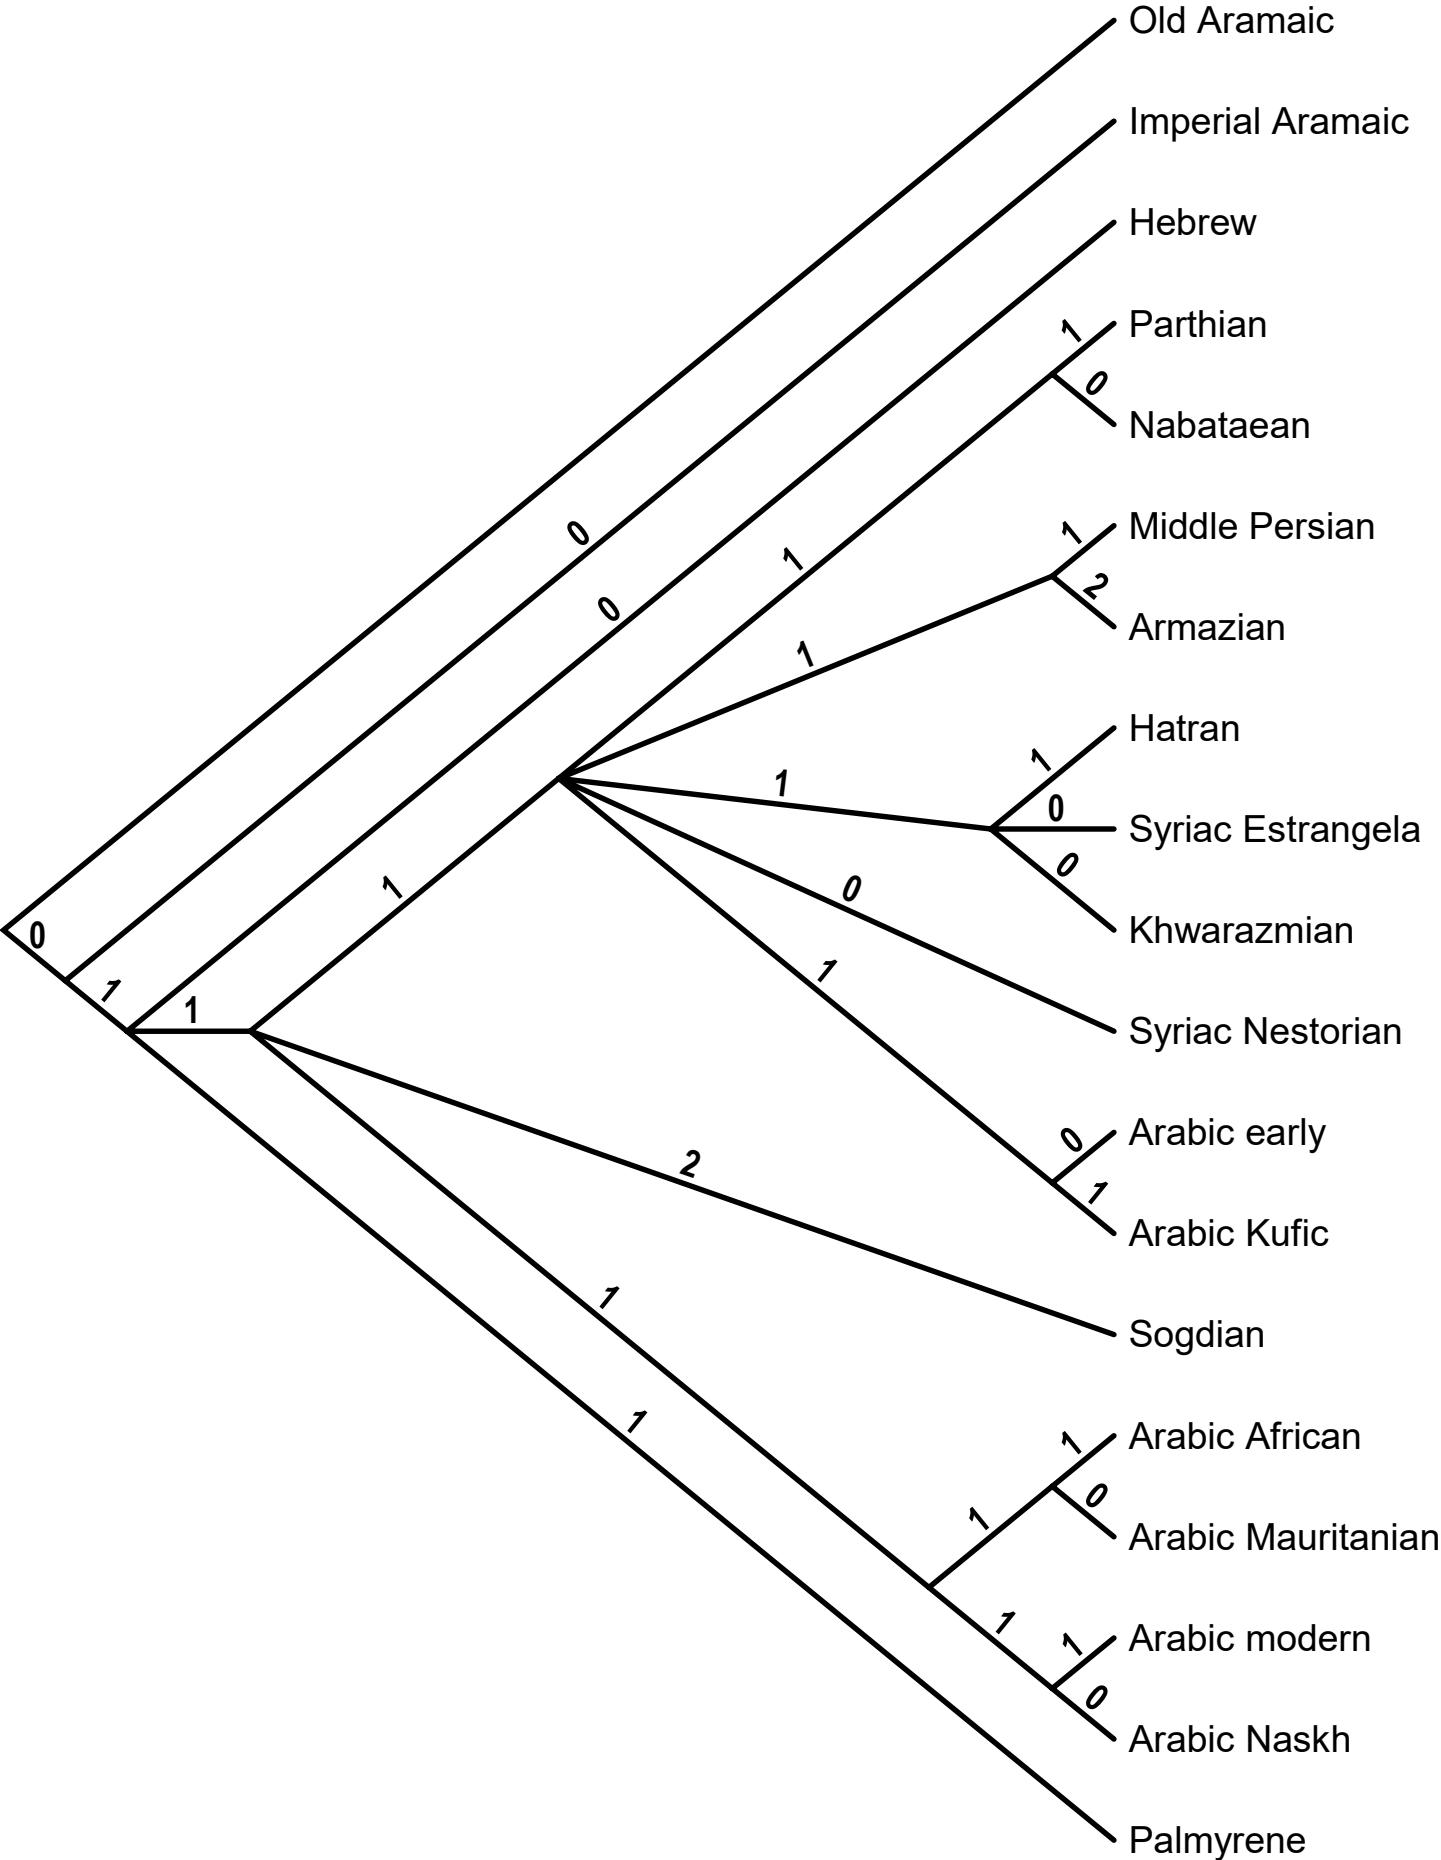 Old Aramaic
Imperial Aramaic
Hebrew
1
Parthian
0
Nabataean
0
1
Middle Persian
1
2
0
Armazian
1
Hatran
1
1
0
Syriac Estrangela
0
1
0
Khwarazmian
0
1
1
1
Syriac Nestorian
0
Arabic early
2
1
Arabic Kufic
1
Sogdian
1
1
Arabic African
0
1
Arabic Mauritanian
1
1
Arabic modern
0
Arabic Naskh
Palmyrene